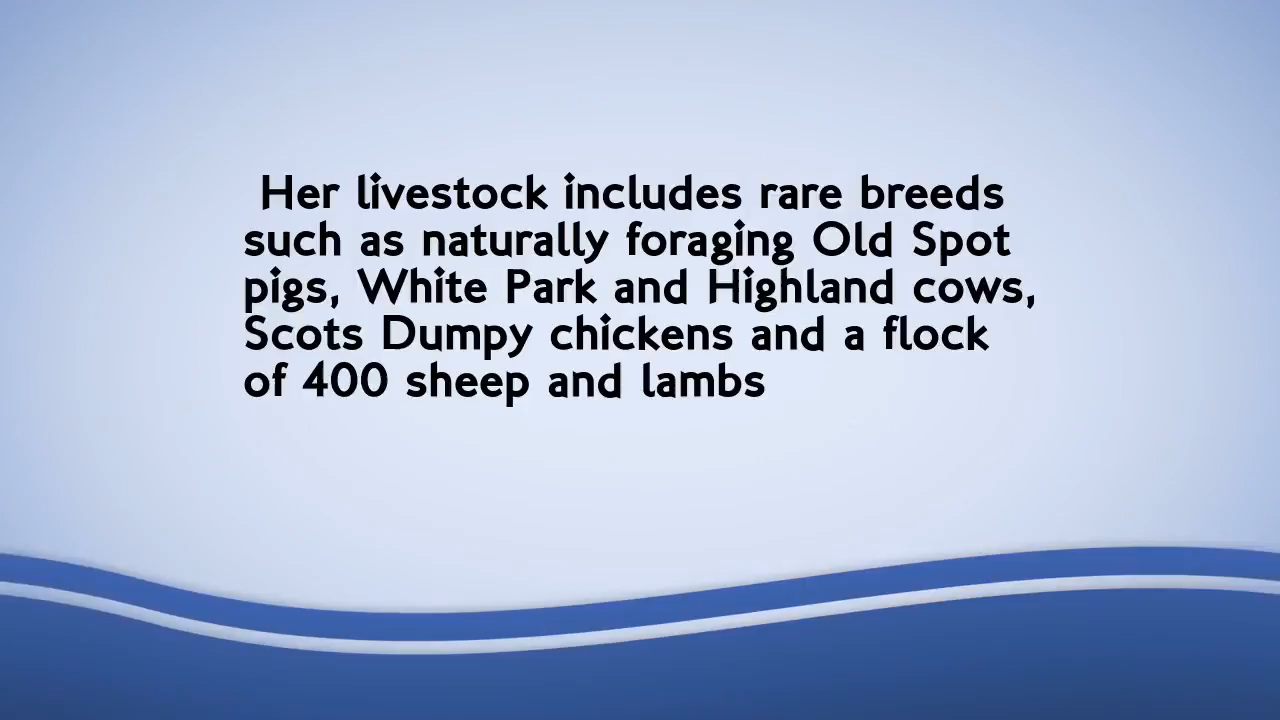 Her livestock includes rare breeds
such as naturally foraging Old Spot
pigs, White Park and Highland cows,
Scots Dumpy chickens and a flock
of 400 sheep and lambs